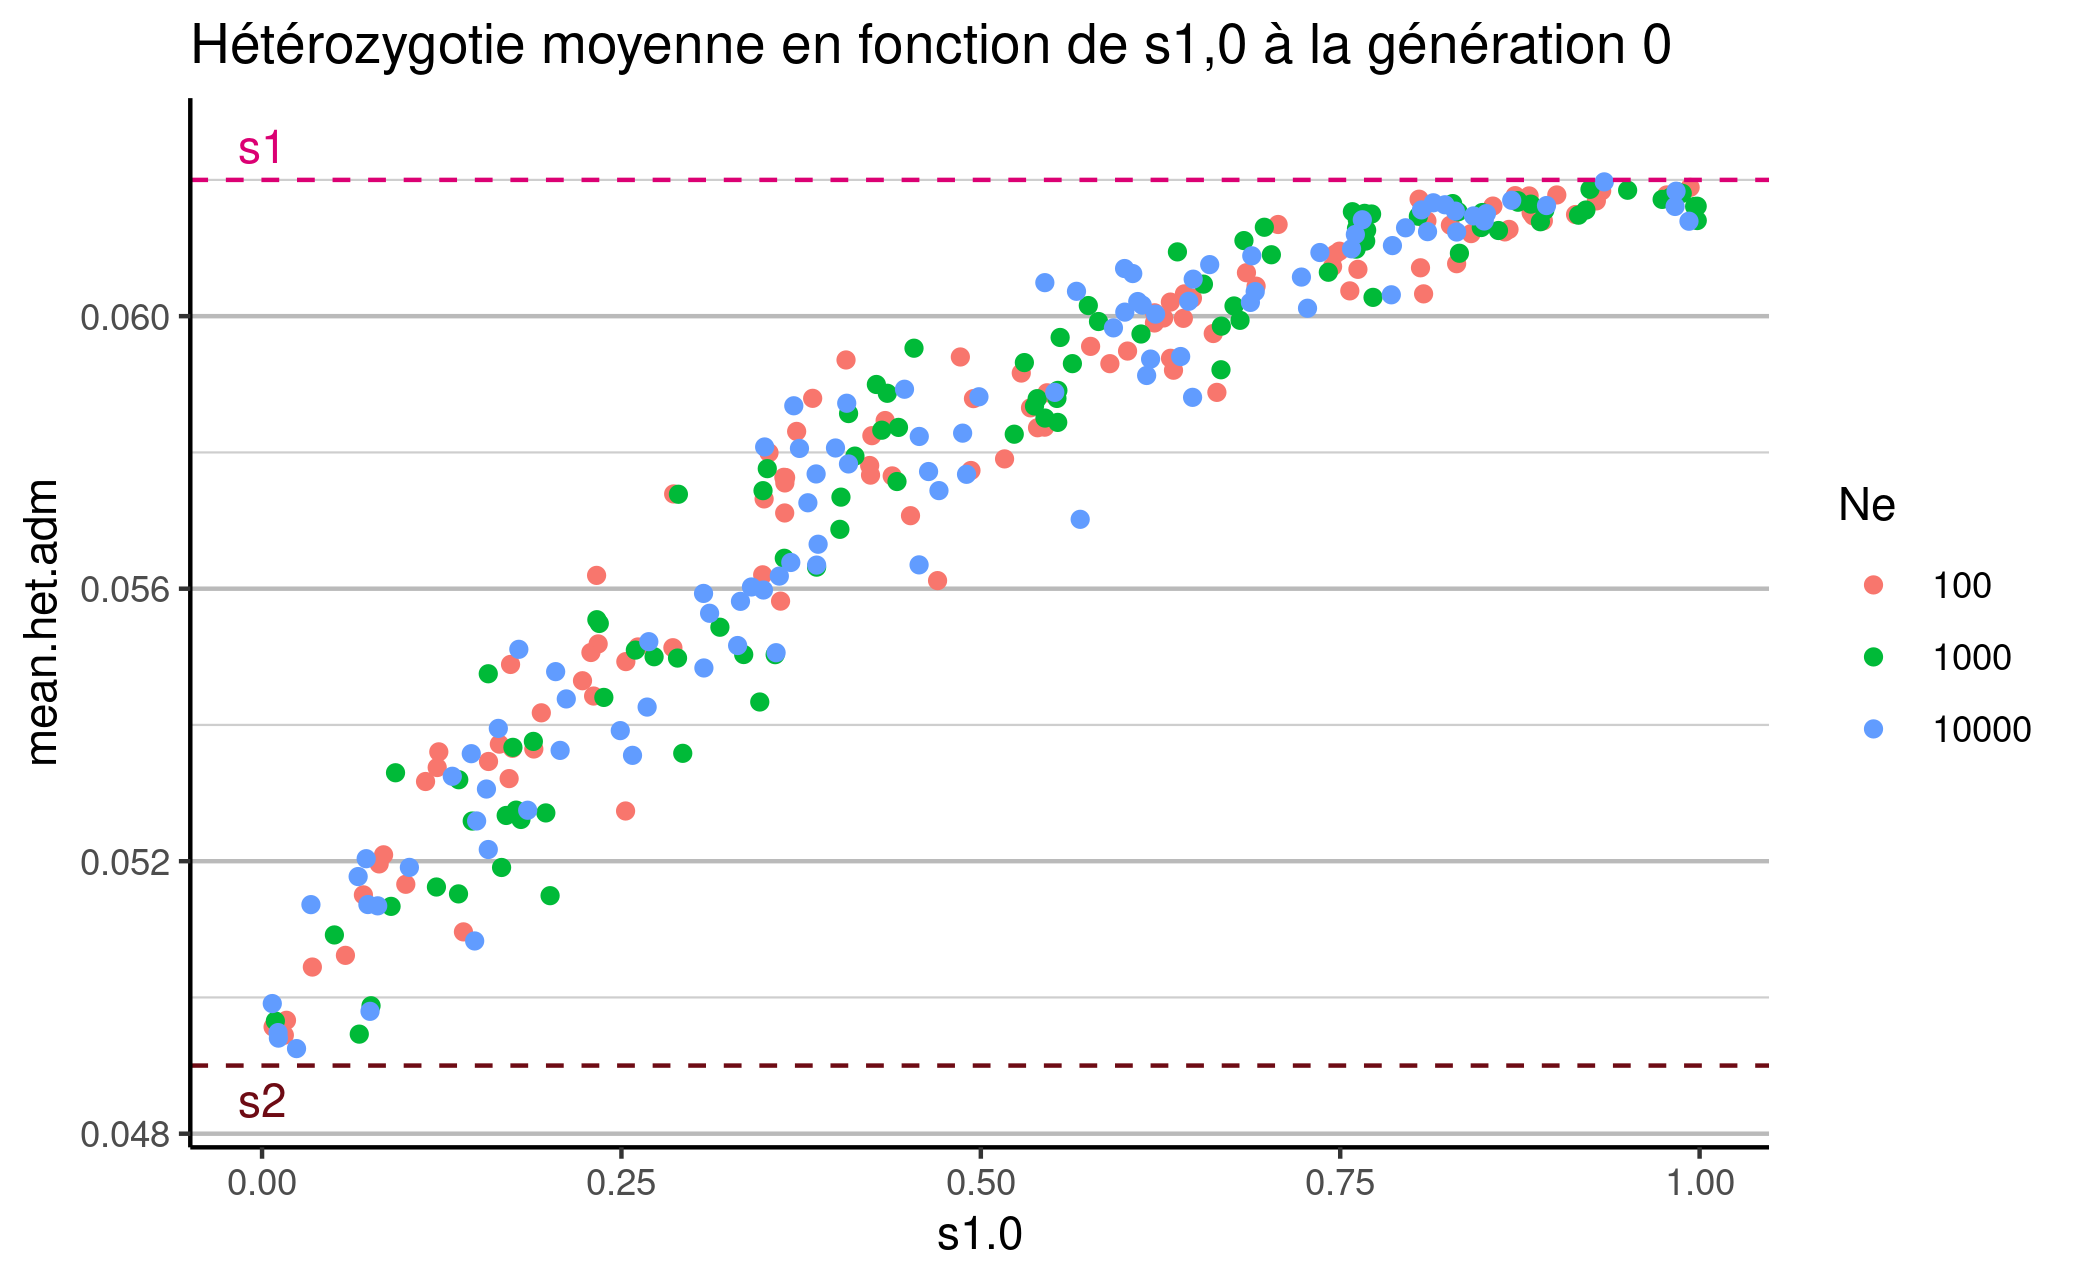 Hétérozygotie moyenne en fonction de s1,0 à la génération 0
s1
0.060
0.056
0.052
0.048
s2
mean.het.adm
0.00 0.25 0.50 0.75 1.00
s1.0
Ne
100
1000
10000